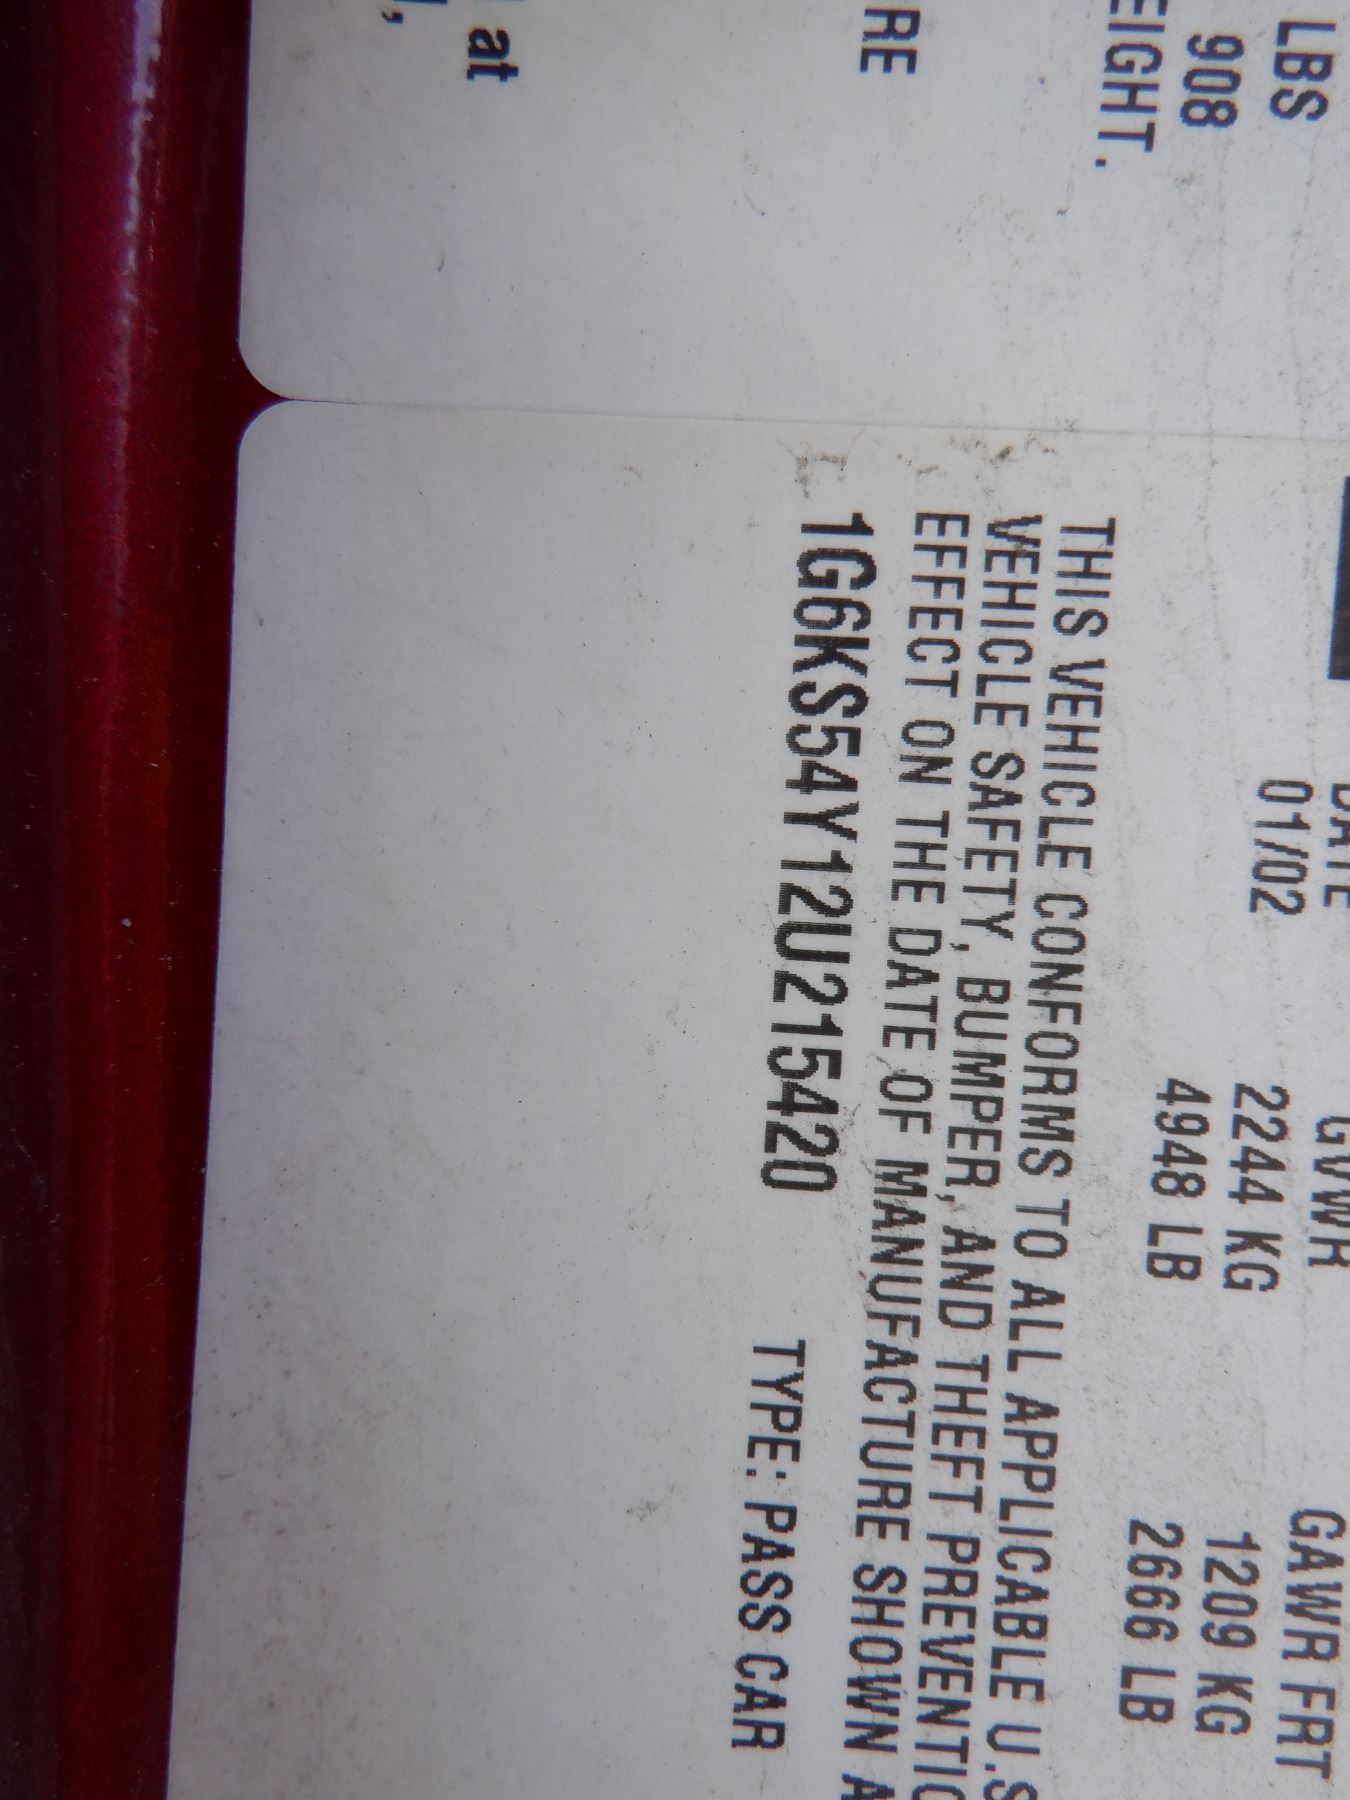 LBS
908
EIGHT.
RE
at
DATE
01/02
GVWR
2244 KG
4948 LB
GAWR FRT
1209 KG
2666 LB
THIS VEHICLE CONFORMS TO ALL APPLICABLE U.S
VEHICLE SAFETY, BUMPER, AND THEFT PREVENTIO
EFFECT ON THE DATE OF MANUFACTURE SHOWN A
1G6KS54Y12U215420 TYPE: PASS CAR